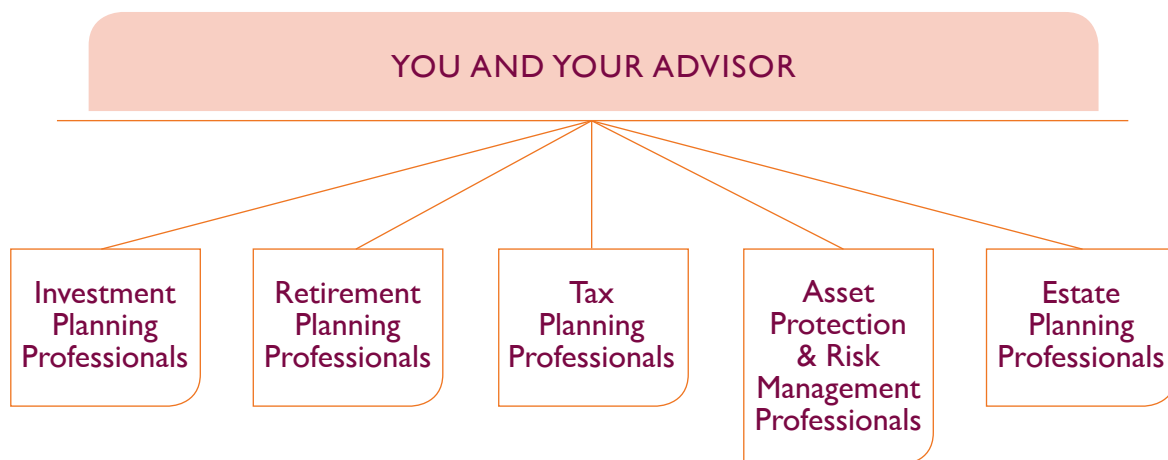 YOU AND YOUR ADVISOR
Investment
Planning
Professionals
Retirement
Planning
Professionals
Tax
Planning
Professionals
Asset
Protection
& Risk
Management
Professionals
Estate
Planning
Professionals